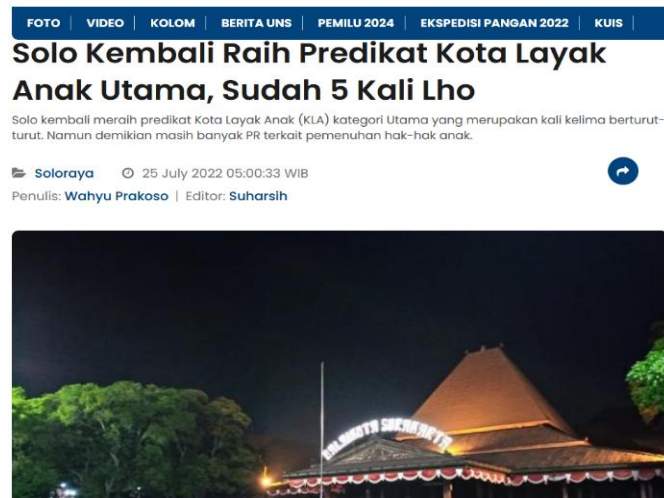 FOTO | VIDEO | KOLOM | BERITA UNS | PEMILU 2024 | EKSPEDISI PANGAN 2022 | KUIS |
Solo Kembali Raih Predikat Kota Layak
Anak Utama, Sudah 5 Kali Lho
Solo kembali meraih predikat Kota Layak Anak (KLA) kategori Utama yang merupakan kali kelima berturut-
turut. Namun demikian masih banyak PR terkait pemenuhan hak-hak anak.
Soloraya 25 July 2022 05:00:33 WIB
Penulis: Wahyu Prakoso | Editor: Suharsih
BALAIKOTA SURAKARTA